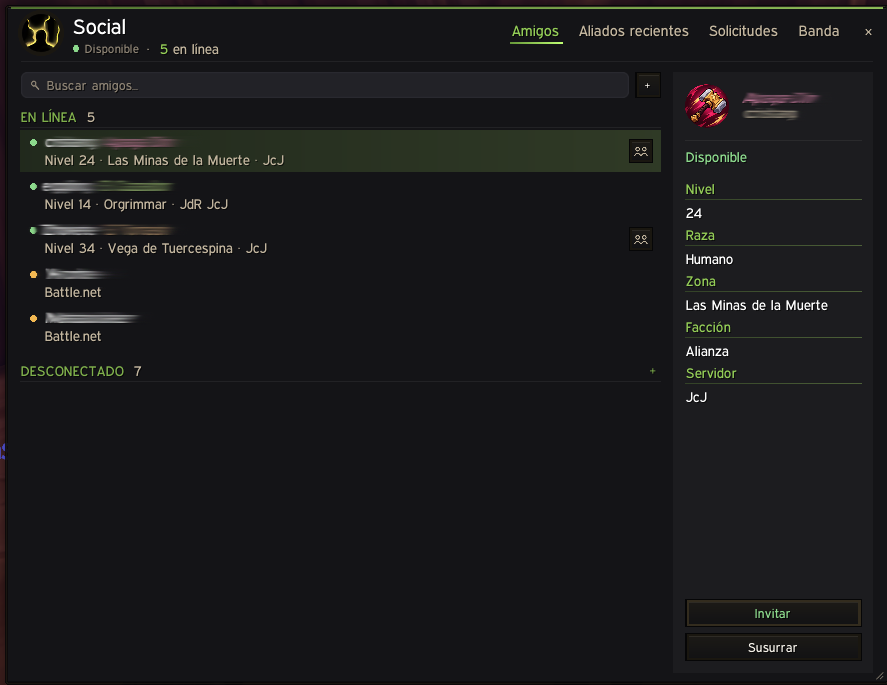 Social
Disponible · 5 en línea
Amigos Aliados recientes Solicitudes Banda ×
Buscar amigos...
+
EN LÍNEA 5
Nivel 24 · Las Minas de la Muerte · JcJ
Nivel 14 · Orgrimmar · JdR JcJ
Nivel 34 · Vega de Tuercespina · JcJ
Battle.net
Battle.net
DESCONECTADO 7 +
Disponible
Nivel
24
Raza
Humano
Zona
Las Minas de la Muerte
Facción
Alianza
Servidor
JcJ
Invitar
Susurrar